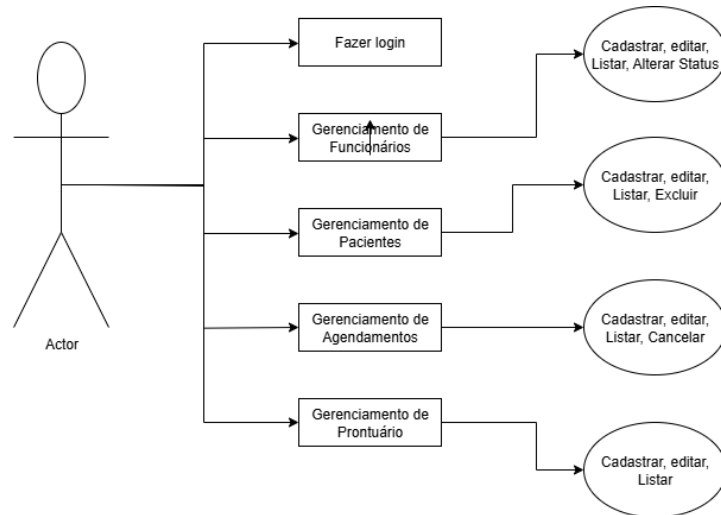 Fazer login
Cadastrar, editar,
Listar, Alterar Status
Gerenciamento de
Funcionários
Cadastrar, editar,
Listar, Excluir
Gerenciamento de
Pacientes
Gerenciamento de
Agendamentos
Cadastrar, editar,
Listar, Cancelar
Actor
Gerenciamento de
Prontuário
Cadastrar, editar,
Listar